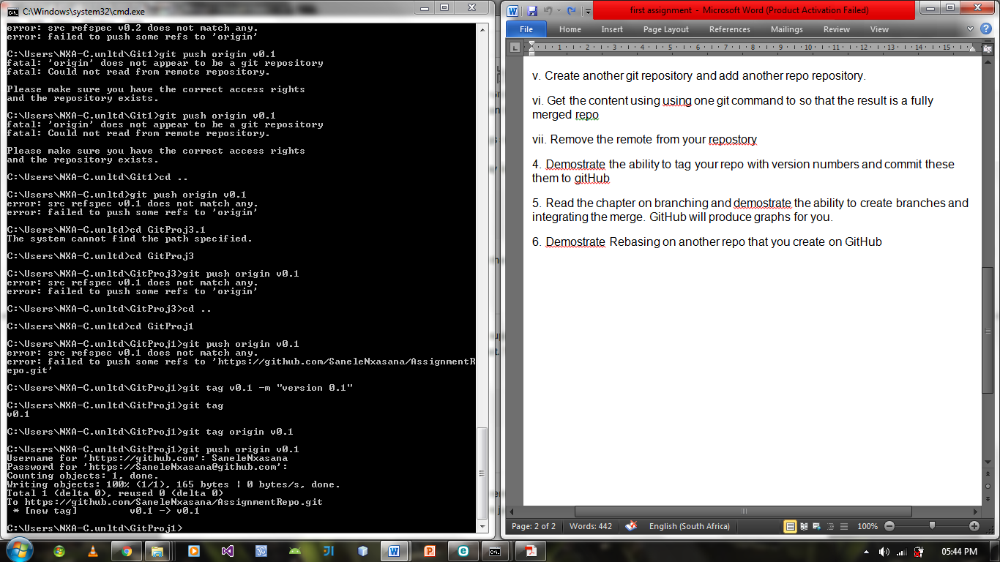 C:\Windows\system32\cmd.exe
error: src refspec v0.2 does not match any.
error: failed to push some refs to 'origin'
C:\Users\NXA-C.unltd\Git1>git push origin v0.1
fatal: 'origin' does not appear to be a git repository
fatal: Could not read from remote repository.
Please make sure you have the correct access rights
and the repository exists.
C:\Users\NXA-C.unltd\Git1>git push origin v0.1
fatal: 'origin' does not appear to be a git repository
fatal: Could not read from remote repository.
Please make sure you have the correct access rights
and the repository exists.
C:\Users\NXA-C.unltd\Git1>cd ..
C:\Users\NXA-C.unltd>git push origin v0.1
error: src refspec v0.1 does not match any.
error: failed to push some refs to 'origin'
C:\Users\NXA-C.unltd>cd GitProj3.1
The system cannot find the path specified.
C:\Users\NXA-C.unltd>cd GitProj3
C:\Users\NXA-C.unltd\GitProj3>git push origin v0.1
error: src refspec v0.1 does not match any.
error: failed to push some refs to 'origin'
C:\Users\NXA-C.unltd\GitProj3>cd ..
C:\Users\NXA-C.unltd>cd GitProj1
C:\Users\NXA-C.unltd\GitProj1>git push origin v0.1
error: src refspec v0.1 does not match any.
error: failed to push some refs to 'https://github.com/SaneleNxasana/AssignmentR
epo.git'
C:\Users\NXA-C.unltd\GitProj1>git tag v0.1 -m "version 0.1"
C:\Users\NXA-C.unltd\GitProj1>git tag
v0.1
C:\Users\NXA-C.unltd\GitProj1>git tag origin v0.1
C:\Users\NXA-C.unltd\GitProj1>git push origin v0.1
Username for 'https://github.com': SaneleNxasana
Password for 'https://SaneleNxasana@github.com':
Counting objects: 1, done.
Writing objects: 100% (1/1), 165 bytes | 0 bytes/s, done.
Total 1 (delta 0), reused 0 (delta 0)
To https://github.com/SaneleNxasana/AssignmentRepo.git
* [new tag] v0.1 -> v0.1
C:\Users\NXA-C.unltd\GitProj1>
first assignment - Microsoft Word (Product Activation Failed)
File Home Insert Page Layout References Mailings Review View
1 2 3 4 5 6 7 8 9 10 11 12 13 14 15
v. Create another git repository and add another repo repository.
vi. Get the content using using one git command to so that the result is a fully
merged repo
vii. Remove the remote from your repostory
4. Demostrate the ability to tag your repo with version numbers and commit these
them to gitHub
5. Read the chapter on branching and demostrate the ability to create branches and
integrating the merge. GitHub will produce graphs for you.
6. Demostrate Rebasing on another repo that you create on GitHub
Page: 2 of 2 Words: 442 English (South Africa) 100%
05:44 PM